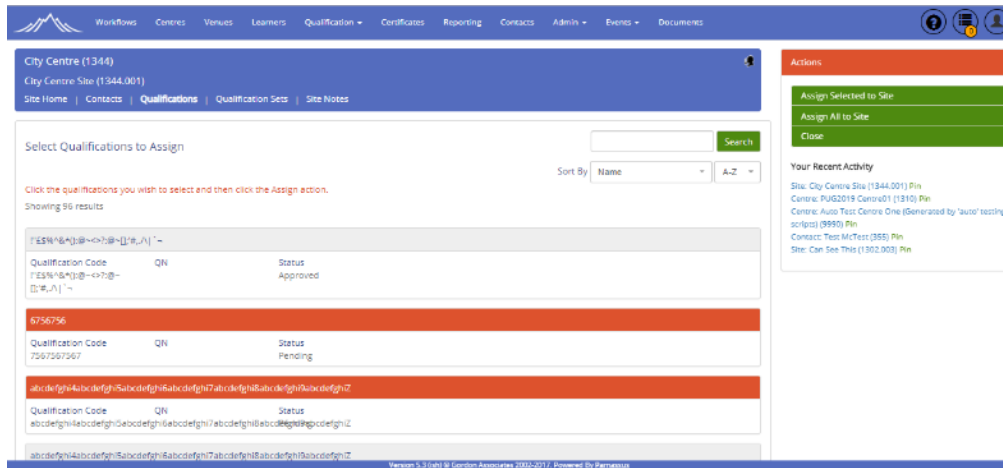 Workflows Centres Venues Learners Qualification Certificates Reporting Contacts Admin Events Documents
City Centre (1344)
City Centre Site (1344.001)
Site Home | Contacts | Qualifications | Qualification Sets | Site Notes
Select Qualifications to Assign
Search
Sort By Name A-Z
Click the qualifications you wish to select and then click the Assign action.
Showing 96 results
Qualification Code QN Status
Approved
6756756
Qualification Code QN Status
7567567567 Pending
abcdefghi4abcdefghi5abcdefghi6abcdefghi7abcdefghi8abcdefghi9abcdefghiZ
Qualification Code QN Status
abcdefghi4abcdefghi5abcdefghi6abcdefghi7abcdefghi8abcdefghi9abcdefghiZ
Version 5.3 (ish) © Gordon Associates 2002-2017. Powered By Parnassus
Actions
Assign Selected to Site
Assign All to Site
Close
Your Recent Activity
Site: City Centre Site (1344.001) Pin
Centre: PUG2019 Centre01 (1310) Pin
Centre: Auto Test Centre One (Generated by 'auto' testing
scripts) (9990) Pin
Contact: Test McTest (355) Pin
Site: Can See This (1302.003) Pin